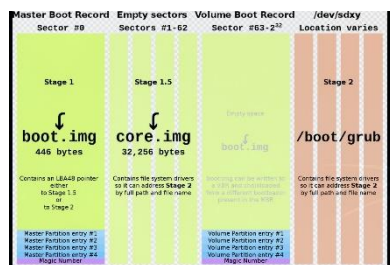 Master Boot Record
Sector #0
Stage 1
boot.img
446 bytes
Contains an LBA48 pointer
either
to Stage 1.5
or
to Stage 2
Master Partition entry #1
Master Partition entry #2
Master Partition entry #3
Master Partition entry #4
Magic Number
Empty sectors
Sectors #1-62
Stage 1.5
core.img
32,256 bytes
Contains file system drivers
so it can address Stage 2
by full path and file name
Volume Boot Record
Sector #63-2³²
Empty space
boot.img
Volume Partition entry #1
Volume Partition entry #2
Volume Partition entry #3
Volume Partition entry #4
Magic Number
/dev/sdxy
Location varies
Stage 2
/boot/grub
Contains file system drivers
so it can address Stage 2
by full path and file name